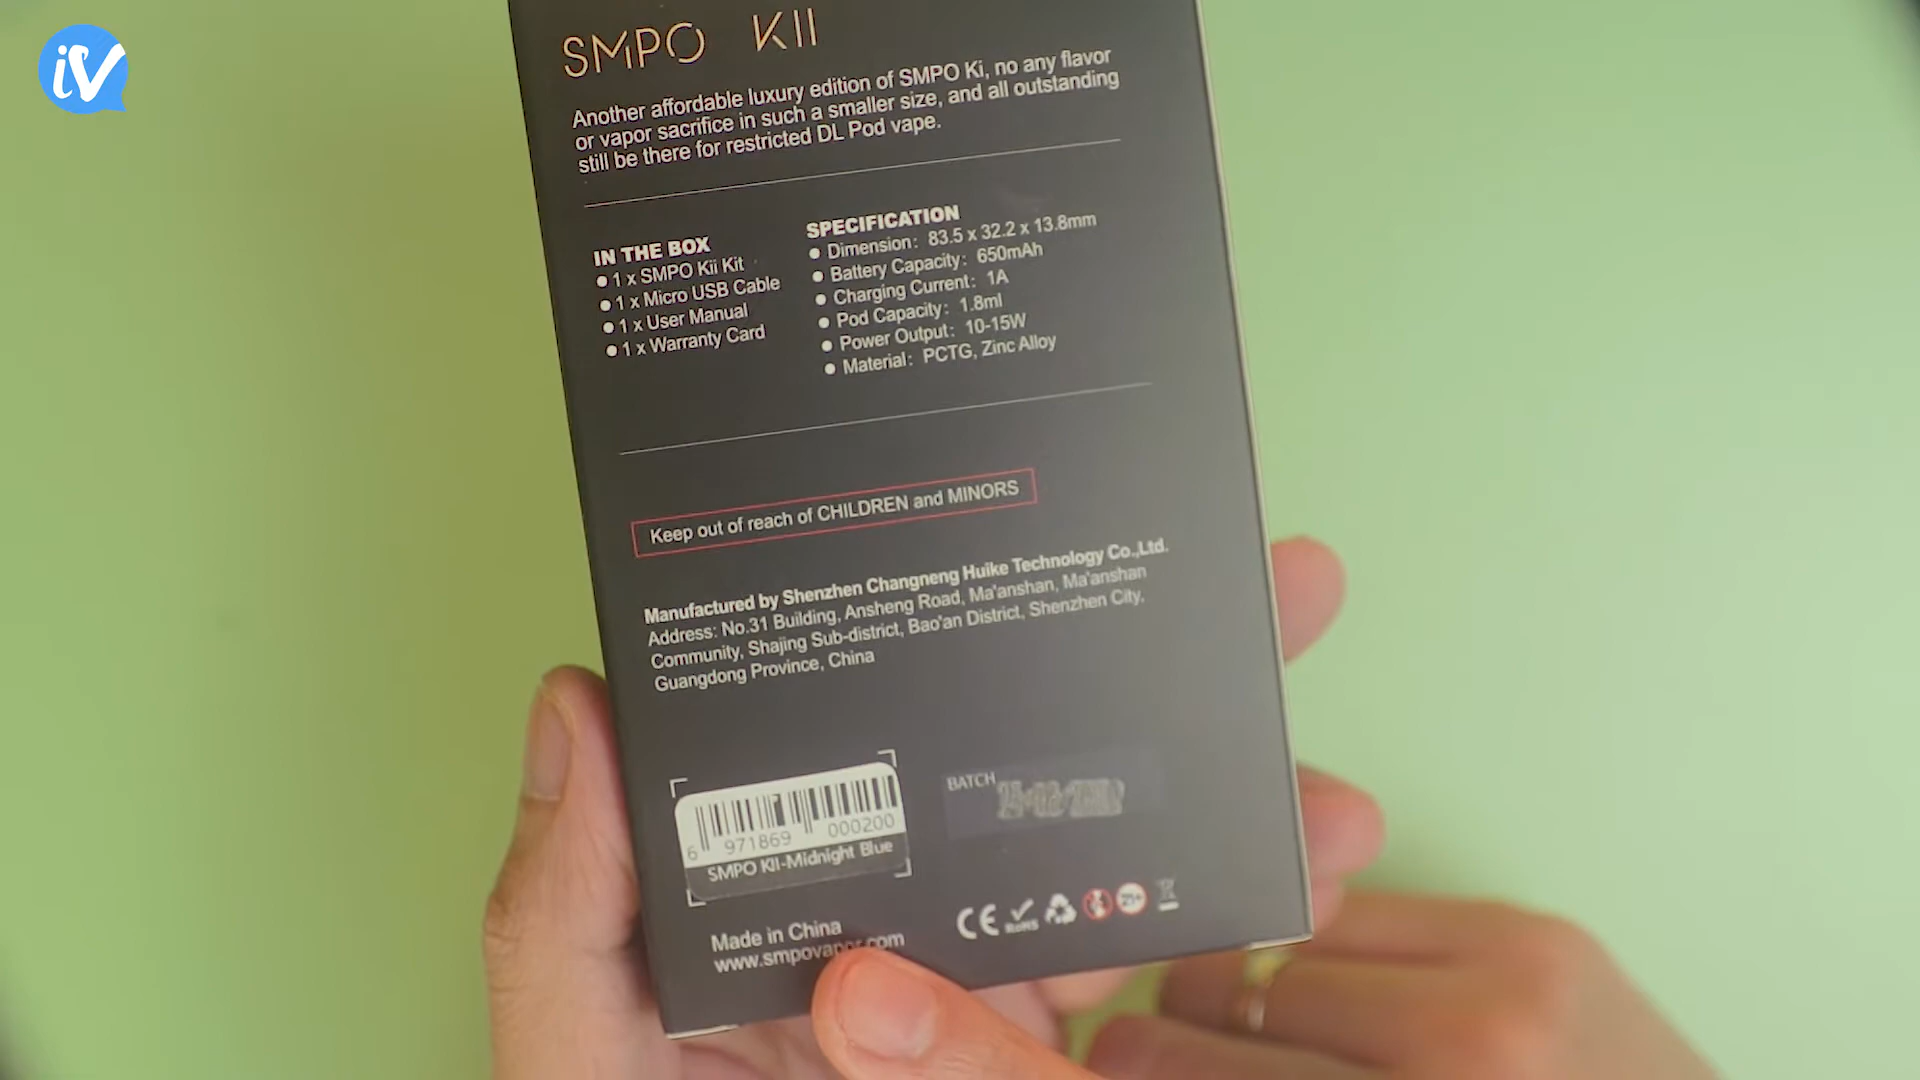 iV
SMPO KII
Another affordable luxury edition of SMPO Ki, no any flavor
or vapor sacrifice in such a smaller size, and all outstanding
still be there for restricted DL Pod vape.
IN THE BOX
● 1 x SMPO Kii Kit
● 1 x Micro USB Cable
● 1 x User Manual
● 1 x Warranty Card
SPECIFICATION
● Dimension: 83.5 x 32.2 x 13.8mm
● Battery Capacity: 650mAh
● Charging Current: 1A
● Pod Capacity: 1.8ml
● Power Output: 10-15W
● Material: PCTG, Zinc Alloy
Keep out of reach of CHILDREN and MINORS
Manufactured by Shenzhen Changneng Huike Technology Co.,Ltd.
Address: No.31 Building, Ansheng Road, Ma'anshan, Ma'anshan
Community, Shajing Sub-district, Bao'an District, Shenzhen City,
Guangdong Province, China
6 971869 000200
SMPO KII-Midnight Blue
BATCH
Made in China
www.smpovapor.com
CE RoHS 21+